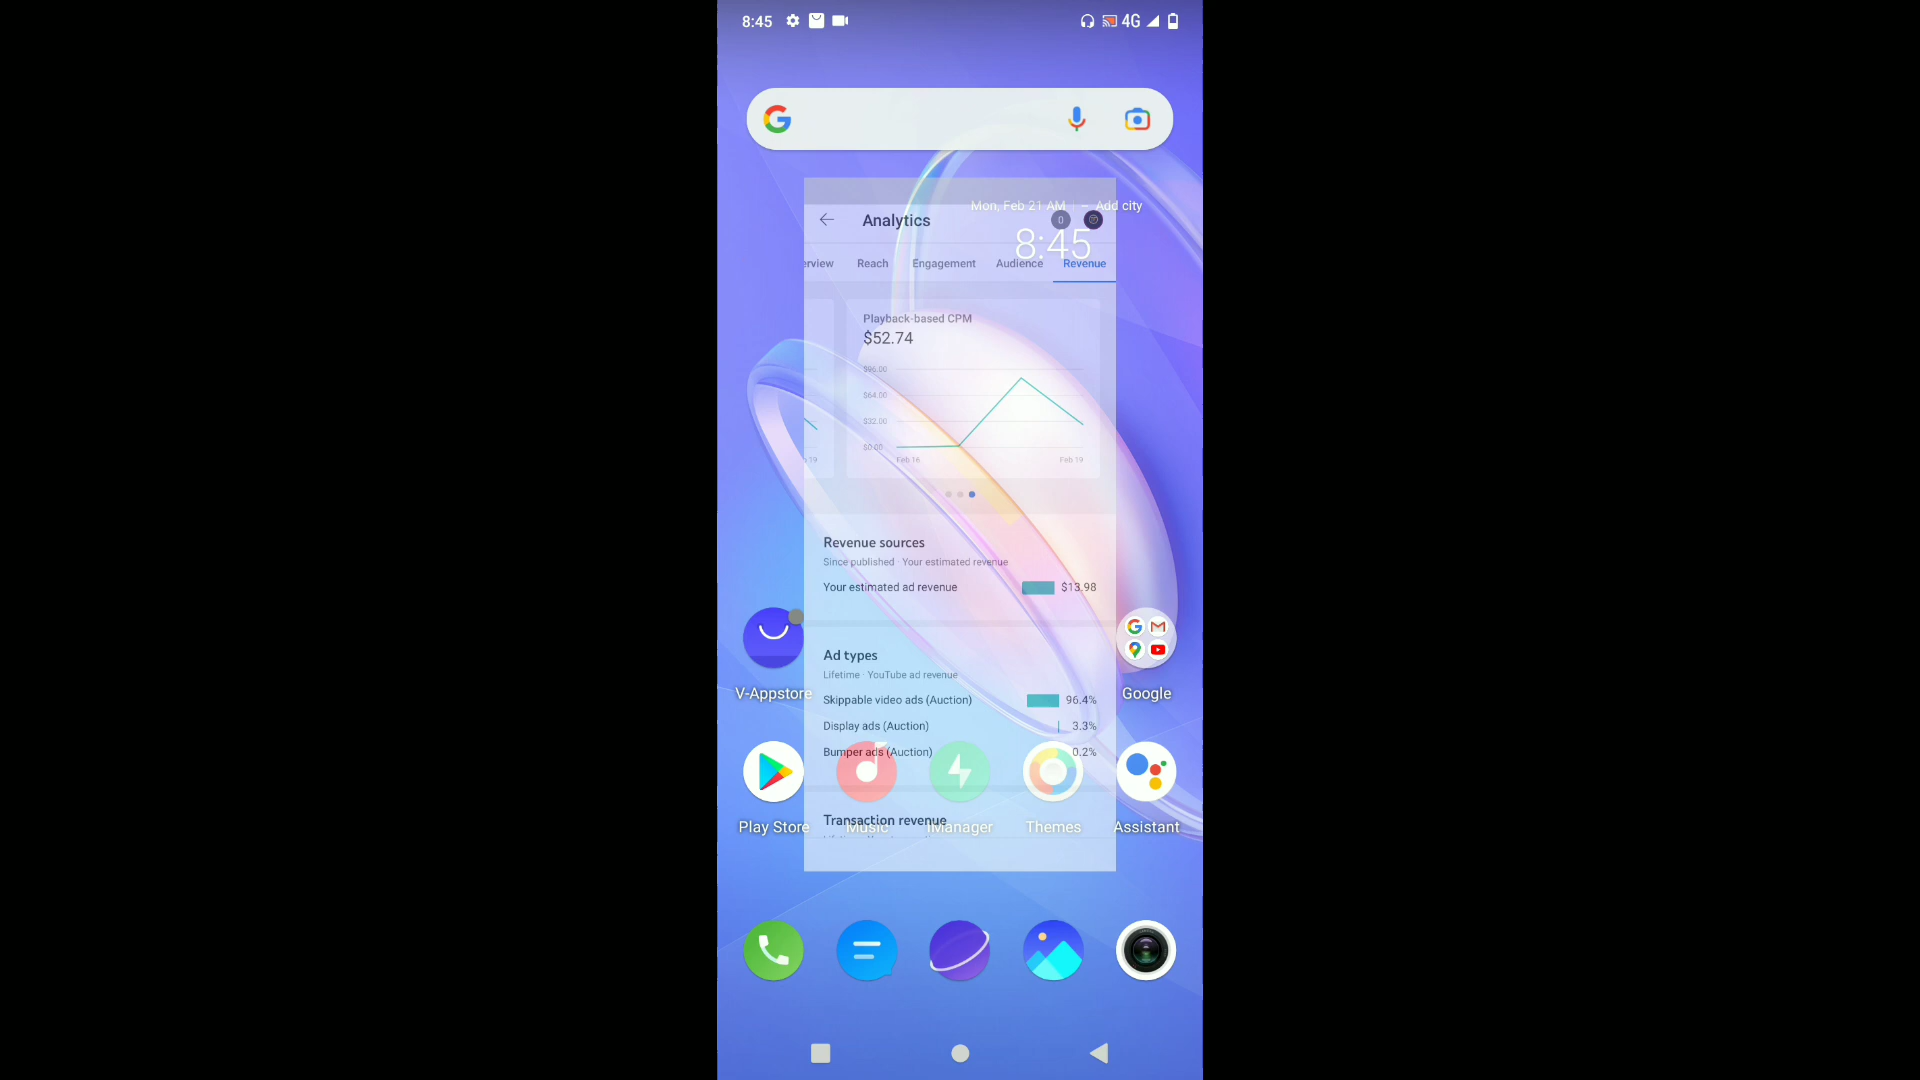 8:45
4G
Mon, Feb 21 AM | -- Add city
8:45
Analytics
0
erview Reach Engagement Audience Revenue
Playback-based CPM
$52.74
$96.00
$64.00
$32.00
$0.00
Feb 16 Feb 19
19
Revenue sources
Since published · Your estimated revenue
Your estimated ad revenue $13.98
Ad types
Lifetime · YouTube ad revenue
Skippable video ads (Auction) 96.4%
Display ads (Auction) 3.3%
Bumper ads (Auction) 0.2%
Transaction revenue
V-Appstore Google
Play Store Music iManager Themes Assistant